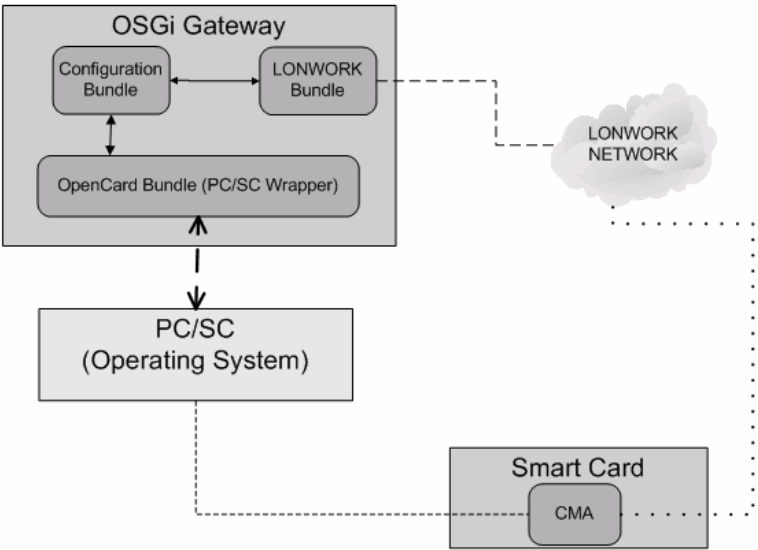 OSGi Gateway
Configuration
Bundle
LONWORK
Bundle
OpenCard Bundle (PC/SC Wrapper)
LONWORK
NETWORK
PC/SC
(Operating System)
Smart Card
CMA